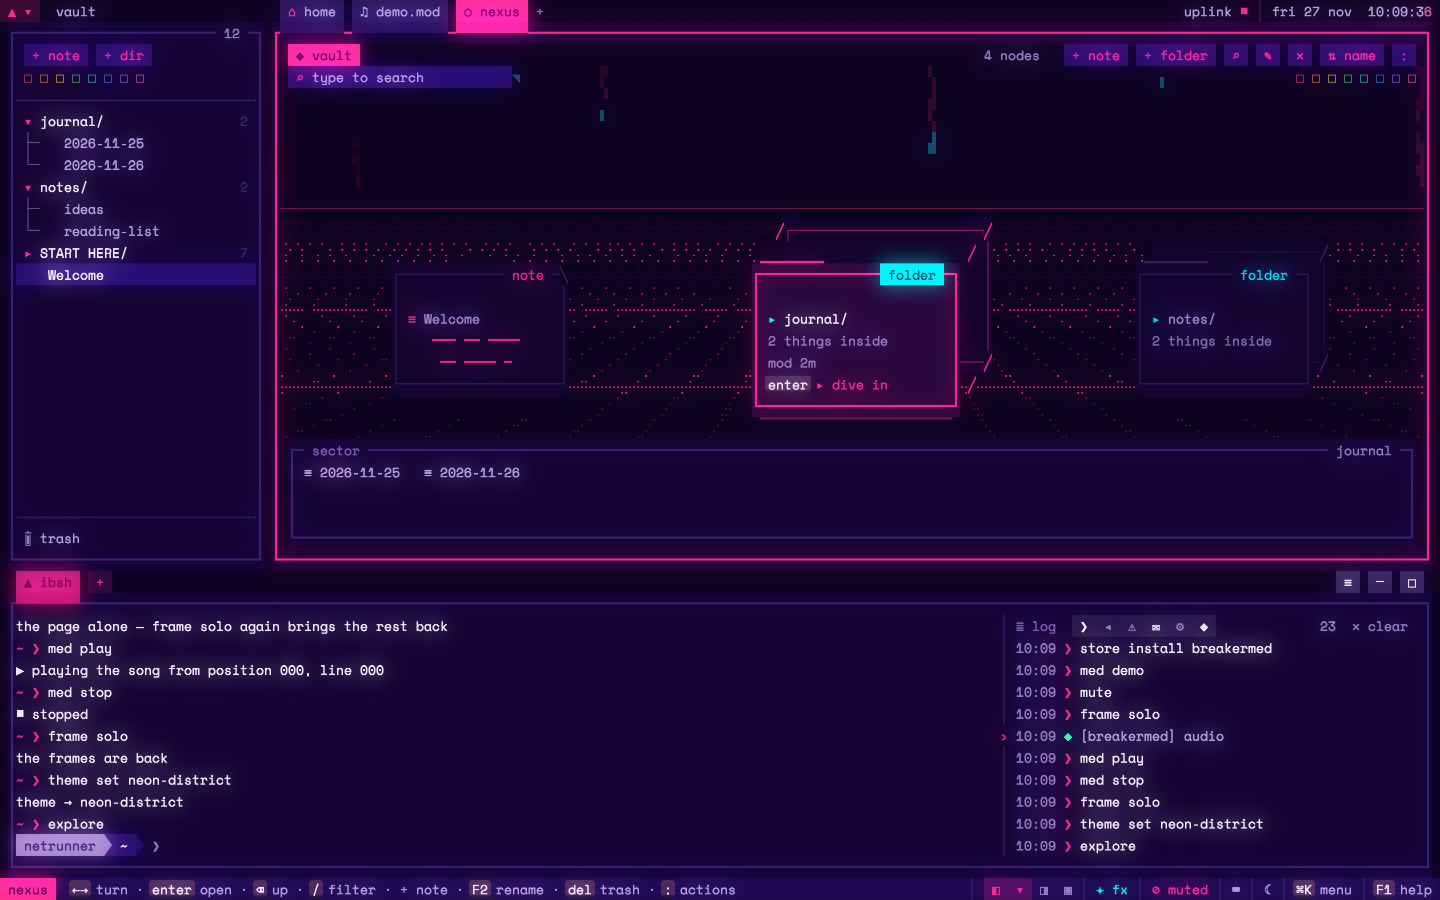 ▲ ▼ vault
⌂ home ♫ demo.mod ⬡ nexus +
uplink ■ fri 27 nov 10:09:36
12
+ note + dir
▼ journal/ 2
2026-11-25
2026-11-26
▼ notes/ 2
ideas
reading-list
▶ START HERE/ 7
Welcome
trash
◆ vault
4 nodes + note + folder ⌕ ✎ × ⇅ name :
⌕ type to search
note
≡ Welcome
folder
▶ journal/
2 things inside
mod 2m
enter ▶ dive in
folder
▶ notes/
2 things inside
sector journal
≡ 2026-11-25 ≡ 2026-11-26
▲ ibsh +
the page alone — frame solo again brings the rest back
~ ❯ med play
▶ playing the song from position 000, line 000
~ ❯ med stop
■ stopped
~ ❯ frame solo
the frames are back
~ ❯ theme set neon-district
theme → neon-district
~ ❯ explore
netrunner ~ ❯
≣ log 23 × clear
10:09 ❯ store install breakermed
10:09 ❯ med demo
10:09 ❯ mute
10:09 ❯ frame solo
10:09 ◆ [breakermed] audio
10:09 ❯ med play
10:09 ❯ med stop
10:09 ❯ frame solo
10:09 ❯ theme set neon-district
10:09 ❯ explore
nexus ←→ turn · enter open · ⌫ up · / filter · + note · F2 rename · del trash · : actions
✦ fx ⊘ muted ⌘K menu F1 help